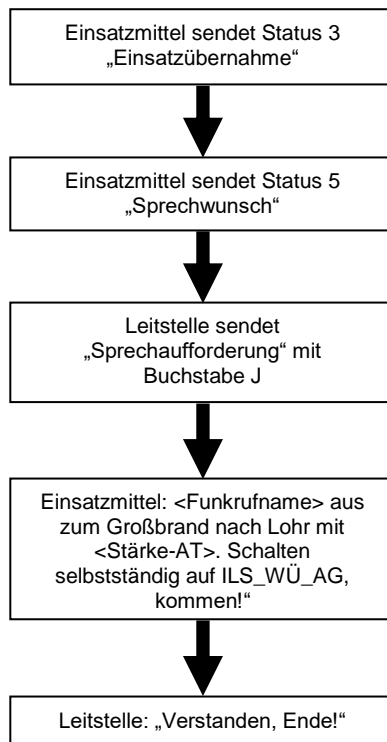 Einsatzmittel sendet Status 3
„Einsatzübernahme“
Einsatzmittel sendet Status 5
„Sprechwunsch“
Leitstelle sendet
„Sprechaufforderung“ mit
Buchstabe J
Einsatzmittel: <Funkrufname> aus
zum Großbrand nach Lohr mit
<Stärke-AT>. Schalten
selbstständig auf ILS_WÜ_AG,
kommen!“
Leitstelle: „Verstanden, Ende!“